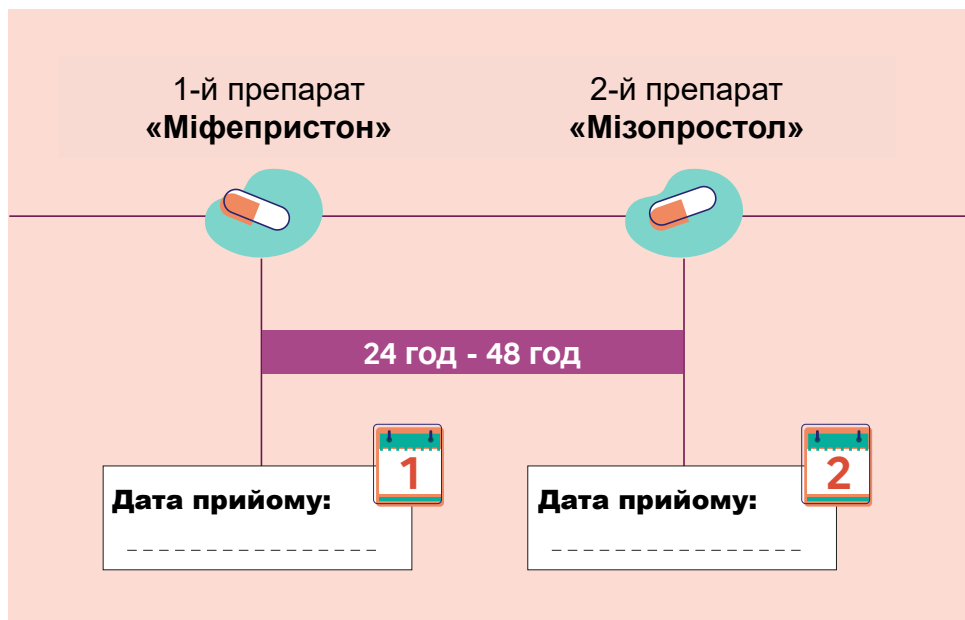 1-й препарат
«Міфепристон»
2-й препарат
«Мізопростол»
24 год - 48 год
1
Дата прийому:
2
Дата прийому: